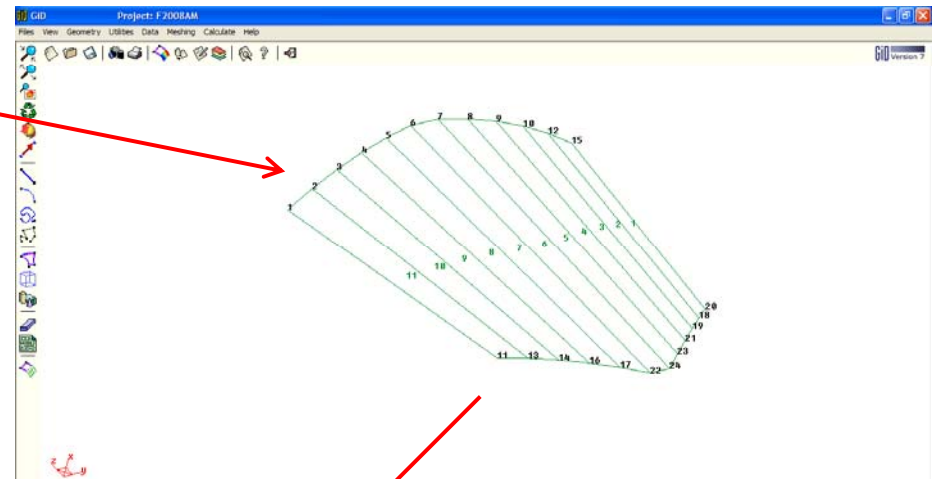 GiD Project: F2008AM
Files View Geometry Utilities Data Meshing Calculate Help
GiD Version 7
1 2 3 4 5 6 7 8 9 10 12 15
11 10 9 8 7 6 5 4 3 2 1
20
18
19
21
23
11 13 14 16 17 22 24
z x y